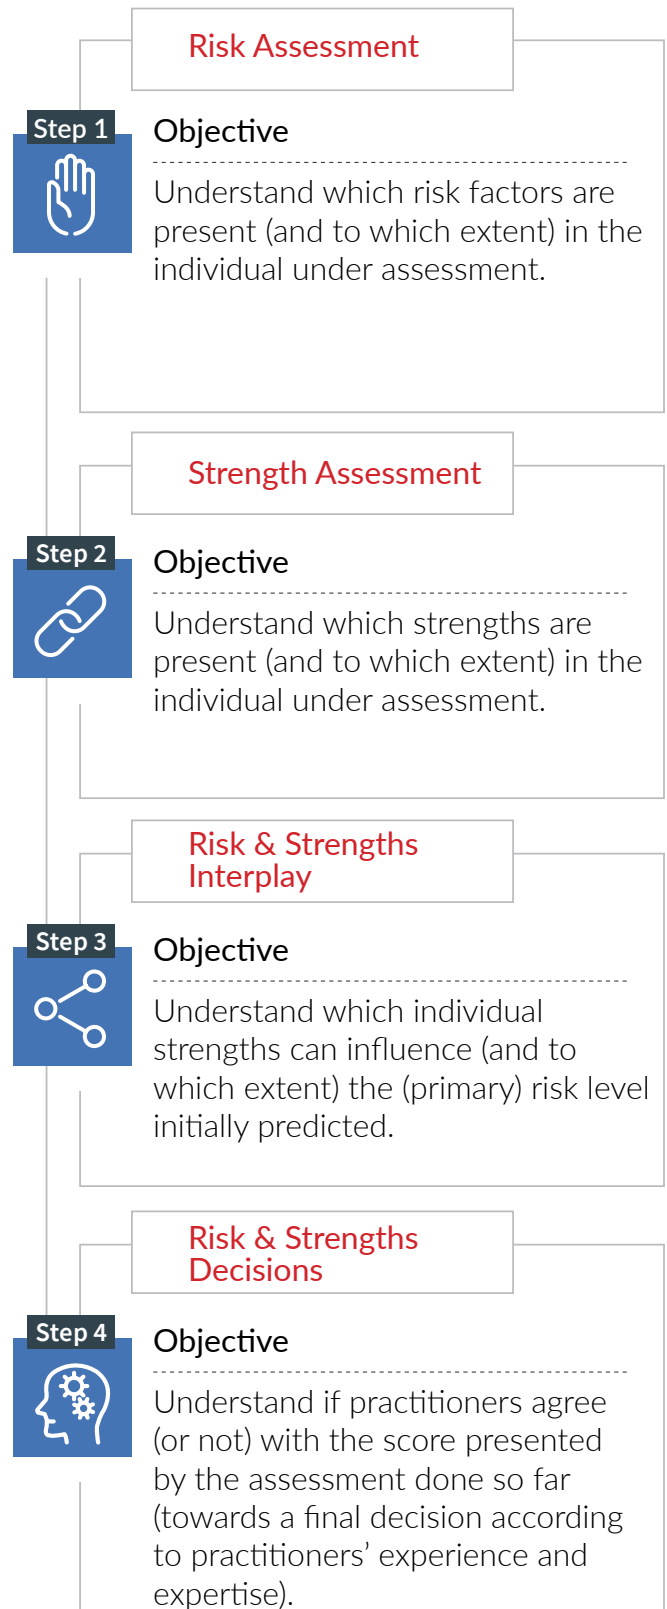 Risk Assessment
Step 1
Objective
Understand which risk factors are
present (and to which extent) in the
individual under assessment.
Strength Assessment
Step 2
Objective
Understand which strengths are
present (and to which extent) in the
individual under assessment.
Risk & Strengths
Interplay
Step 3
Objective
Understand which individual
strengths can influence (and to
which extent) the (primary) risk level
initially predicted.
Risk & Strengths
Decisions
Step 4
Objective
Understand if practitioners agree
(or not) with the score presented
by the assessment done so far
(towards a final decision according
to practitioners’ experience and
expertise).